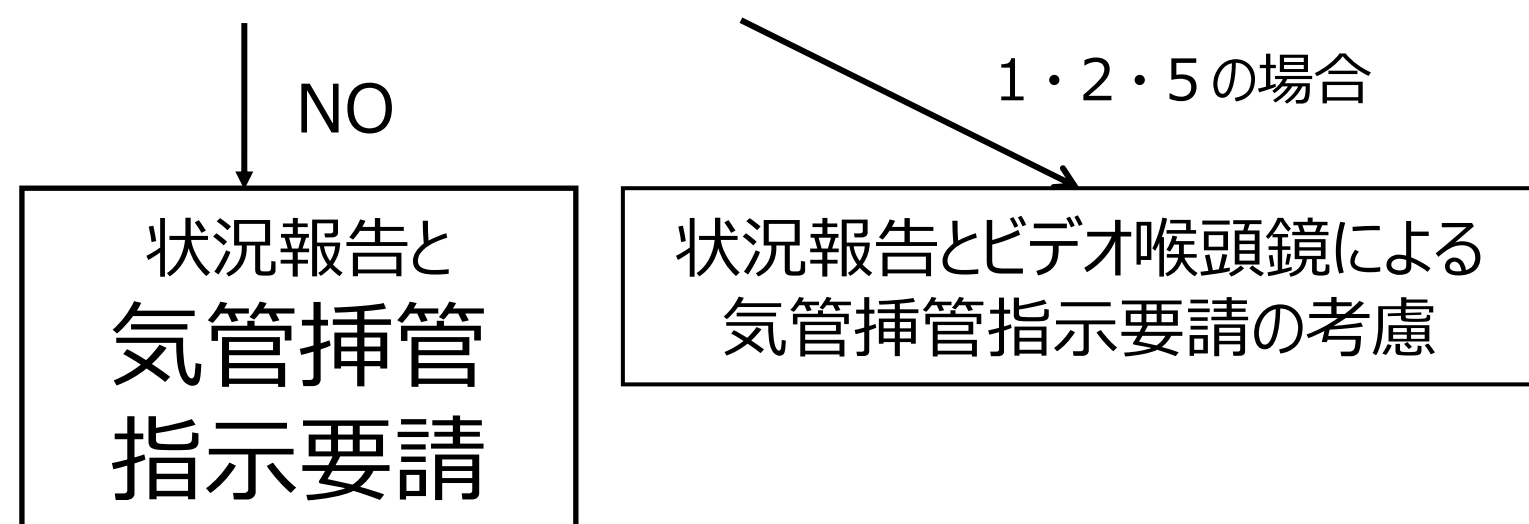 NO
1・2・5の場合
状況報告と
気管挿管
指示要請
状況報告とビデオ喉頭鏡による
気管挿管指示要請の考慮